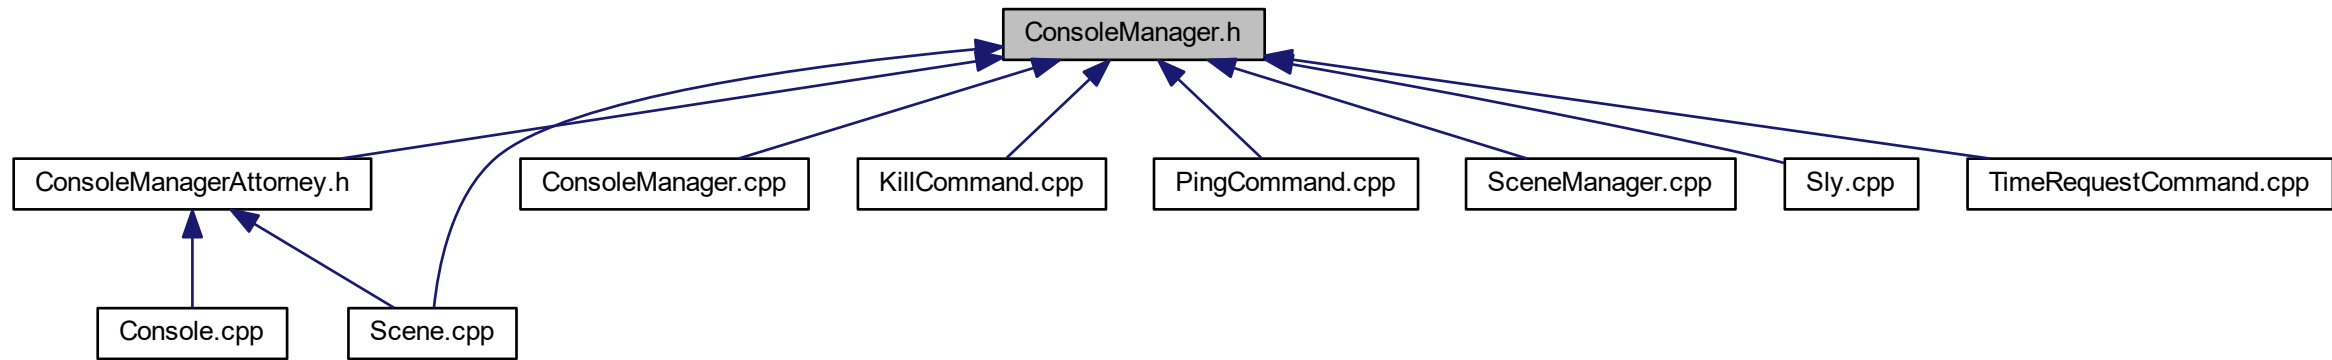 ConsoleManager.h
ConsoleManagerAttorney.h
ConsoleManager.cpp
KillCommand.cpp
PingCommand.cpp
SceneManager.cpp
Sly.cpp
TimeRequestCommand.cpp
Console.cpp
Scene.cpp